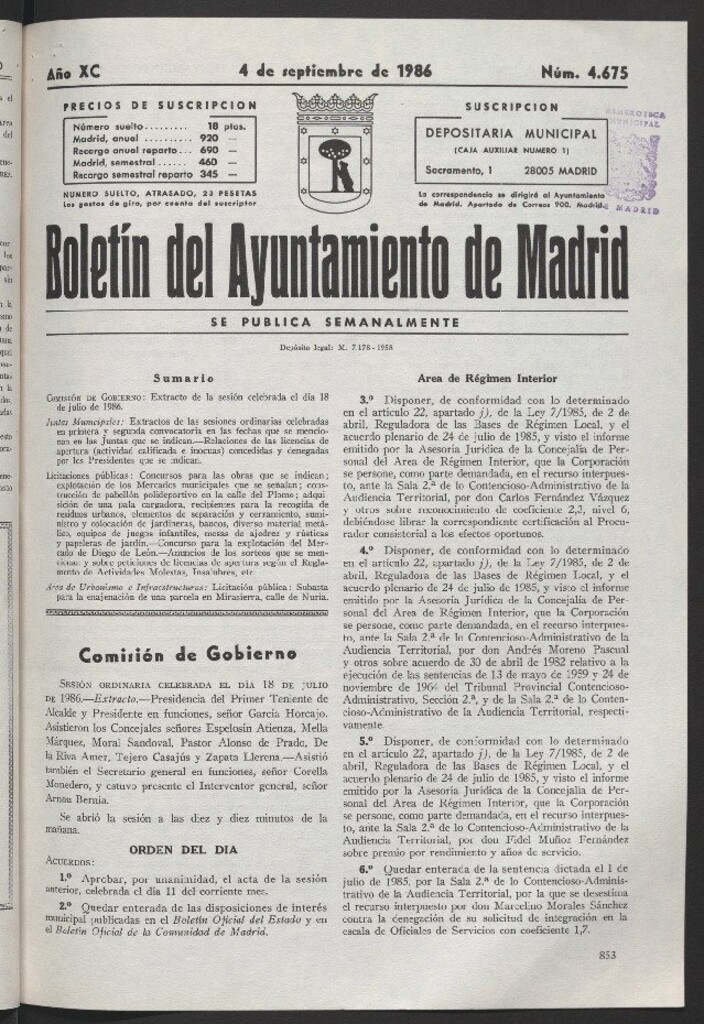 Año XC
4 de septiembre de 1986
Núm. 4.675
PRECIOS DE SUSCRIPCION
Número suelto.......... 18 ptas.
Madrid, anual .......... 920 —
Recargo anual reparto... 690 —
Madrid, semestral ...... 460 —
Recargo semestral reparto 345 —
NUMERO SUELTO, ATRASADO, 23 PESETAS
Los gastos de giro, por cuenta del suscriptor
SUSCRIPCION
DEPOSITARIA MUNICIPAL
(CAJA AUXILIAR NUMERO 1)
Sacramento, 1 28005 MADRID
La correspondencia se dirigirá al Ayuntamiento
de Madrid. Apartado de Correos 900. Madrid
HEMEROTECA
MUNICIPAL
MADRID
Boletín del Ayuntamiento de Madrid
SE PUBLICA SEMANALMENTE
Depósito legal: M. 7.178 - 1958
Sumario
COMISIÓN DE GOBIERNO: Extracto de la sesión celebrada el día 18
de julio de 1986.
Juntas Municipales: Extractos de las sesiones ordinarias celebradas
en primera y segunda convocatoria en las fechas que se mencio-
nan en las Juntas que se indican.—Relaciones de las licencias de
apertura (actividad calificada e inocuas) concedidas y denegadas
por los Presidentes que se indican.
Licitaciones públicas: Concursos para las obras que se indican;
explotación de los Mercados municipales que se señalan; cons-
trucción de pabellón polideportivo en la calle del Plomo; adqui-
sición de una pala cargadora, recipientes para la recogida de
residuos urbanos, elementos de separación y cerramiento, sumi-
nistro y colocación de jardineras, bancos, diverso material metá-
lico, equipos de juegos infantiles, mesas de ajedrez y rústicas
y papeleras de jardín.—Concurso para la explotación del Mer-
cado de Diego de León.—Anuncios de los sorteos que se men-
cionan y sobre peticiones de licencias de apertura según el Regla-
mento de Actividades Molestas, Insalubres, etc.
Area de Urbanismo e Infraestructuras: Licitación pública: Subasta
para la enajenación de una parcela en Mirasierra, calle de Nuria.
Comisión de Gobierno
SESIÓN ORDINARIA CELEBRADA EL DÍA 18 DE JULIO
DE 1986.—Extracto.—Presidencia del Primer Teniente de
Alcalde y Presidente en funciones, señor García Horcajo.
Asistieron los Concejales señores Espelosín Atienza, Mella
Márquez, Moral Sandoval, Pastor Alonso de Prado, De
la Riva Amez, Tejero Casajús y Zapata Llerena.—Asistió
también el Secretario general en funciones, señor Corella
Monedero, y estuvo presente el Interventor general, señor
Arnau Bernia.
Se abrió la sesión a las diez y diez minutos de la
mañana.
ORDEN DEL DIA
ACUERDOS:
1.º Aprobar, por unanimidad, el acta de la sesión
anterior, celebrada el día 11 del corriente mes.
2.º Quedar enterada de las disposiciones de interés
municipal publicadas en el Boletín Oficial del Estado y en
el Boletín Oficial de la Comunidad de Madrid.
Area de Régimen Interior
3.º Disponer, de conformidad con lo determinado
en el artículo 22, apartado j), de la Ley 7/1985, de 2 de
abril, Reguladora de las Bases de Régimen Local, y el
acuerdo plenario de 24 de julio de 1985, y visto el informe
emitido por la Asesoría Jurídica de la Concejalía de Per-
sonal del Area de Régimen Interior, que la Corporación
se persone, como parte demandada, en el recurso interpues-
to, ante la Sala 2.ª de lo Contencioso-Administrativo de la
Audiencia Territorial, por don Carlos Fernández Vázquez
y otros sobre reconocimiento de coeficiente 2,3, nivel 6,
debiéndose librar la correspondiente certificación al Procu-
rador consistorial a los efectos oportunos.
4.º Disponer, de conformidad con lo determinado
en el artículo 22, apartado j), de la Ley 7/1985, de 2 de
abril, Reguladora de las Bases de Régimen Local, y el
acuerdo plenario de 24 de julio de 1985, y visto el informe
emitido por la Asesoría Jurídica de la Concejalía de Per-
sonal del Area de Régimen Interior, que la Corporación
se persone, como parte demandada, en el recurso interpues-
to, ante la Sala 2.ª de lo Contencioso-Administrativo de la
Audiencia Territorial, por don Andrés Moreno Pascual
y otros sobre acuerdo de 30 de abril de 1982 relativo a la
ejecución de las sentencias de 13 de mayo de 1959 y 24 de
noviembre de 1964 del Tribunal Provincial Contencioso-
Administrativo, Sección 2.ª, y de la Sala 2.ª de lo Conten-
cioso-Administrativo de la Audiencia Territorial, respecti-
vamente.
5.º Disponer, de conformidad con lo determinado
en el artículo 22, apartado j), de la Ley 7/1985, de 2 de
abril, Reguladora de las Bases de Régimen Local, y el
acuerdo plenario de 24 de julio de 1985, y visto el informe
emitido por la Asesoría Jurídica de la Concejalía de Per-
sonal del Area de Régimen Interior, que la Corporación
se persone, como parte demandada, en el recurso interpues-
to, ante la Sala 2.ª de lo Contencioso-Administrativo de la
Audiencia Territorial, por don Fidel Muñoz Fernández
sobre premio por rendimiento y años de servicio.
6.º Quedar enterada de la sentencia dictada el 1 de
julio de 1985, por la Sala 2.ª de lo Contencioso-Adminis-
trativo de la Audiencia Territorial, por la que se desestima
el recurso interpuesto por don Marcelino Morales Sánchez
contra la denegación de su solicitud de integración en la
escala de Oficiales de Servicios con coeficiente 1,7.
853